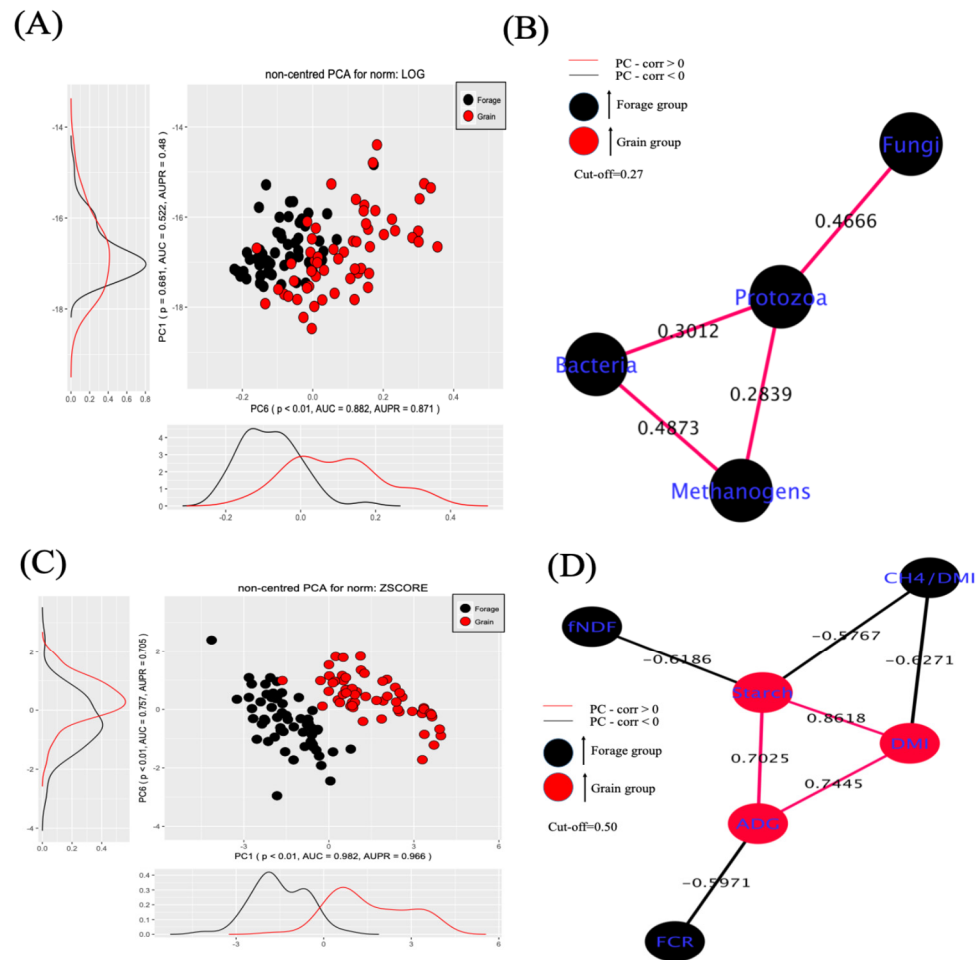 (A)
non-centred PCA for norm: LOG
Forage
Grain
-14
-16
-18
PC1 ( p = 0.681, AUC = 0.522, AUPR = 0.48)
-14
-16
-18
0.0 0.2 0.4 0.6 0.8
-0.2 0.0 0.2 0.4
PC6 ( p < 0.01, AUC = 0.882, AUPR = 0.871 )
4
3
2
1
0
-0.2 0.0 0.2 0.4
(B)
PC - corr > 0
PC - corr < 0
Forage group
Grain group
Cut-off=0.27
Fungi
0.4666
Protozoa
0.3012
Bacteria
0.2839
0.4873
Methanogens
(C)
non-centred PCA for norm: ZSCORE
Forage
Grain
2
0
-2
-4
0.0 0.2 0.4
PC6 ( p < 0.01, AUC = 0.757, AUPR = 0.705)
2
0
-2
-4
-3 0 3 6
PC1 ( p < 0.01, AUC = 0.982, AUPR = 0.966 )
0.4
0.3
0.2
0.1
0.0
-3 0 3 6
(D)
CH4/DMI
fNDF
-0.5767
-0.6186
-0.6271
Starch
0.8618
PC - corr > 0
PC - corr < 0
DMI
Forage group
0.7025
0.7445
Grain group
ADG
Cut-off=0.50
-0.5971
FCR